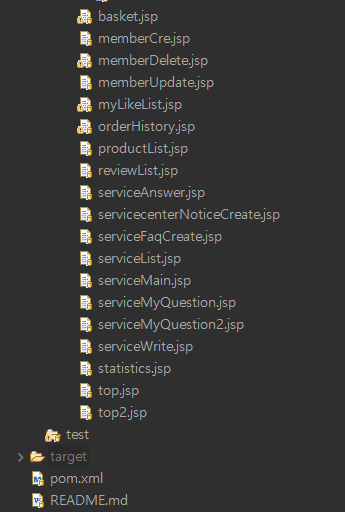 basket.jsp
memberCre.jsp
memberDelete.jsp
memberUpdate.jsp
myLikeList.jsp
orderHistory.jsp
productList.jsp
reviewList.jsp
serviceAnswer.jsp
servicecenterNoticeCreate.jsp
serviceFaqCreate.jsp
serviceList.jsp
serviceMain.jsp
serviceMyQuestion.jsp
serviceMyQuestion2.jsp
serviceWrite.jsp
statistics.jsp
top.jsp
top2.jsp
test
target
pom.xml
README.md